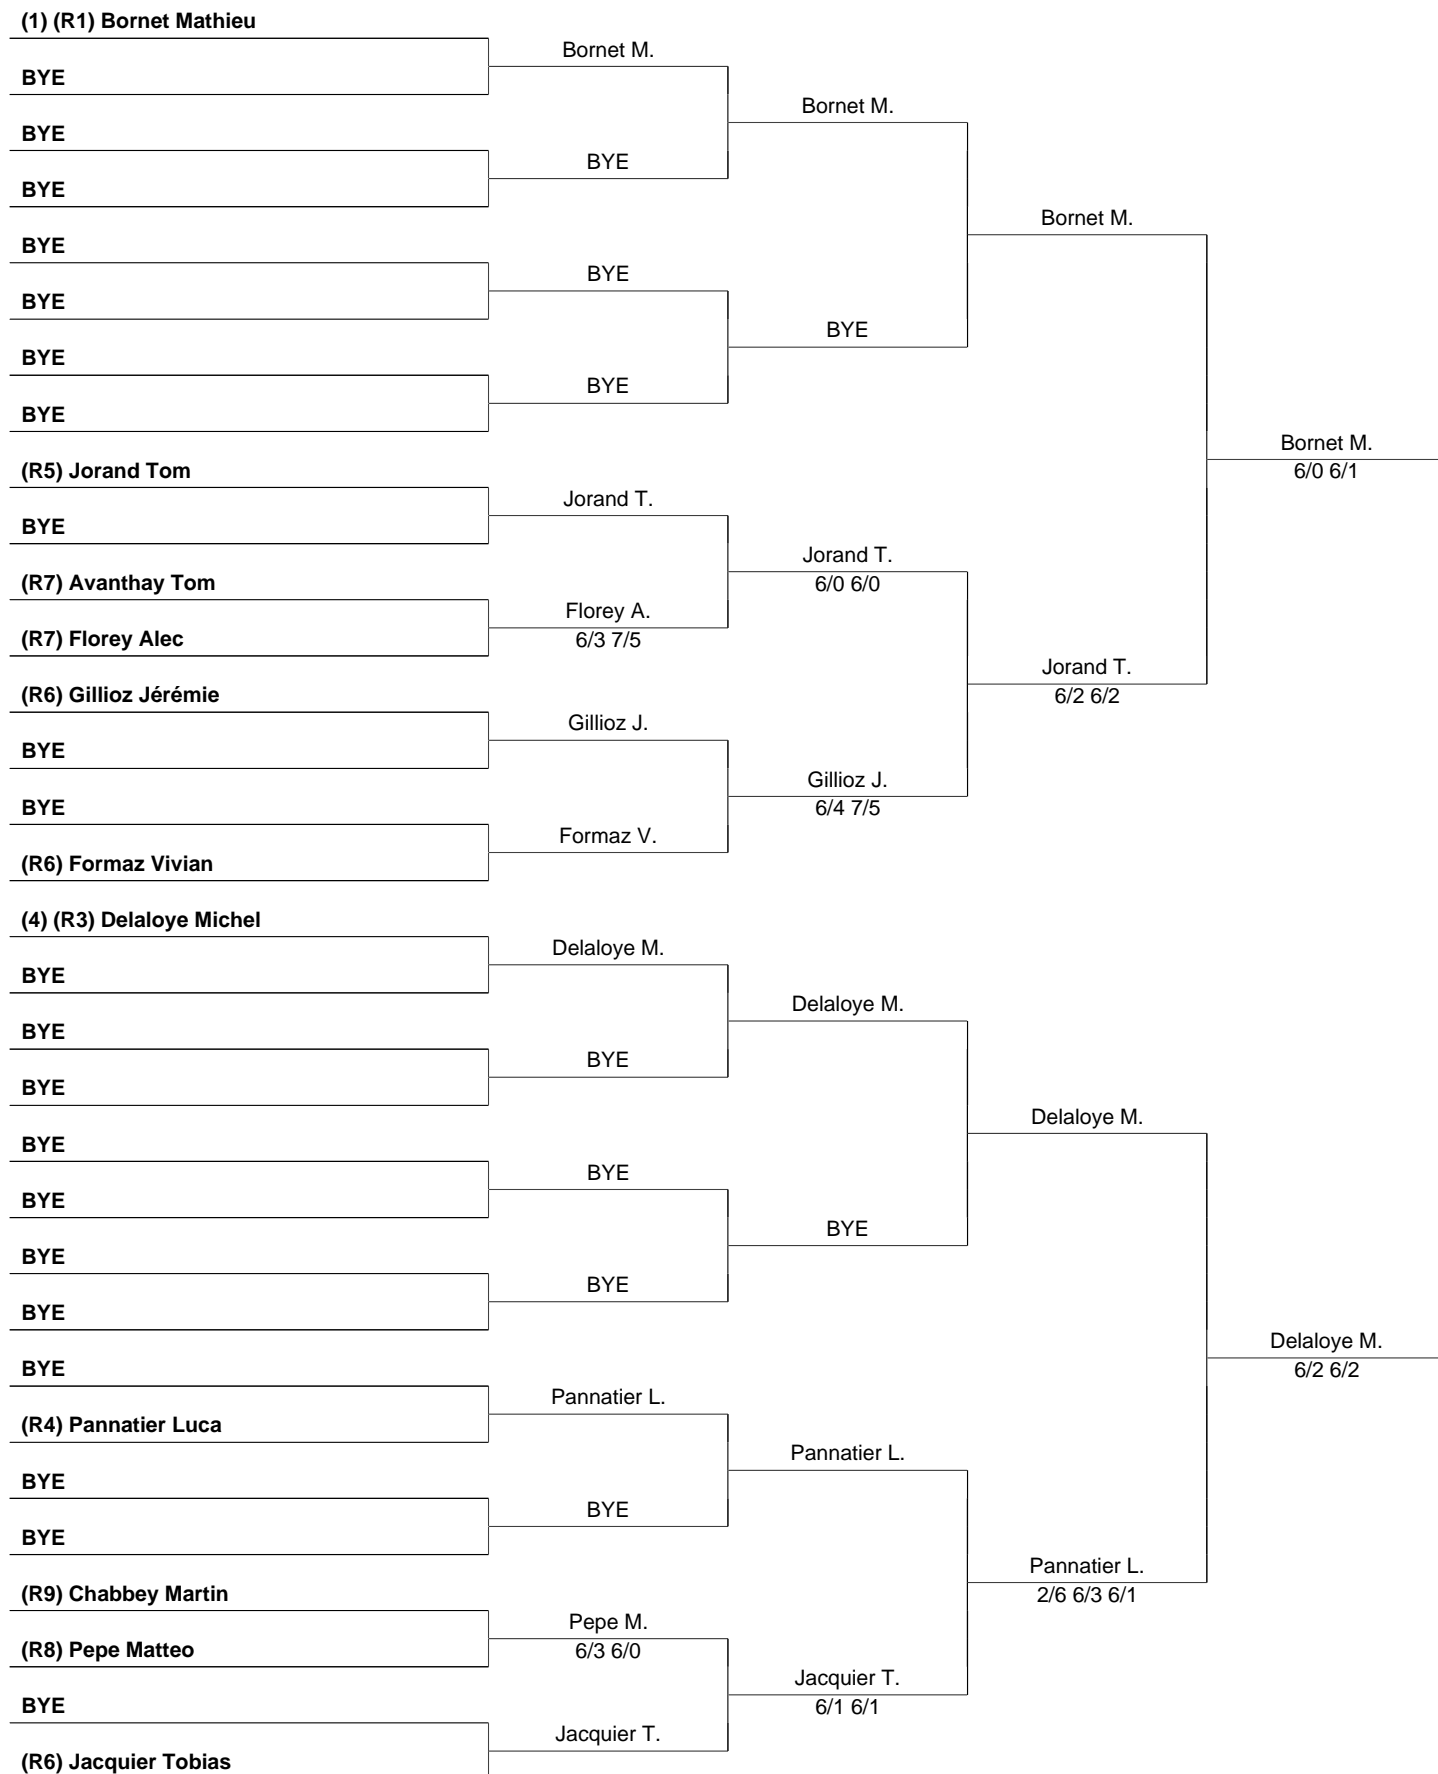 (1) (R1) Bornet Mathieu
Bornet M.
BYE
Bornet M.
BYE
BYE
BYE
Bornet M.
BYE
BYE
BYE
BYE
BYE
BYE
BYE
Bornet M.
6/0 6/1
(R5) Jorand Tom
Jorand T.
BYE
Jorand T.
6/0 6/0
(R7) Avanthay Tom
Florey A.
6/3 7/5
(R7) Florey Alec
Jorand T.
6/2 6/2
(R6) Gillioz Jérémie
Gillioz J.
BYE
Gillioz J.
6/4 7/5
BYE
Formaz V.
(R6) Formaz Vivian
(4) (R3) Delaloye Michel
Delaloye M.
BYE
Delaloye M.
BYE
BYE
BYE
Delaloye M.
BYE
BYE
BYE
BYE
BYE
BYE
BYE
Delaloye M.
6/2 6/2
BYE
Pannatier L.
(R4) Pannatier Luca
Pannatier L.
BYE
BYE
BYE
Pannatier L.
2/6 6/3 6/1
(R9) Chabbey Martin
Pepe M.
6/3 6/0
(R8) Pepe Matteo
Jacquier T.
6/1 6/1
BYE
Jacquier T.
(R6) Jacquier Tobias